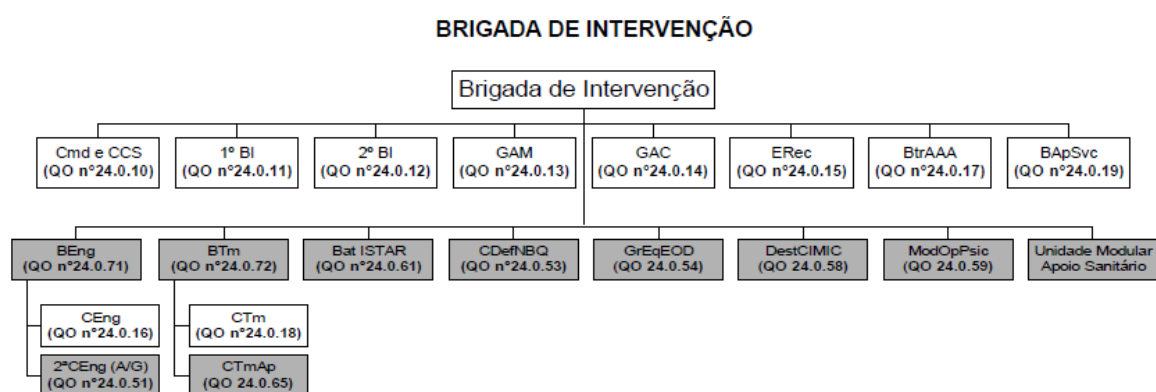 BRIGADA DE INTERVENÇÃO
Brigada de Intervenção
Cmd e CCS
(QO nº24.0.10)
1º BI
(QO nº24.0.11)
2º BI
(QO nº24.0.12)
GAM
(QO nº24.0.13)
GAC
(QO nº24.0.14)
ERec
(QO nº24.0.15)
BtrAAA
(QO nº24.0.17)
BApSvc
(QO nº24.0.19)
BEng
(QO nº24.0.71)
BTm
(QO nº24.0.72)
Bat ISTAR
(QO nº24.0.61)
CDefNBQ
(QO nº24.0.53)
GrEqEOD
(QO 24.0.54)
DestCIMIC
(QO 24.0.58)
ModOpPsic
(QO 24.0.59)
Unidade Modular
Apoio Sanitário
CEng
(QO nº24.0.16)
CTm
(QO nº24.0.18)
2ªCEng (A/G)
(QO nº24.0.51)
CTmAp
(QO 24.0.65)